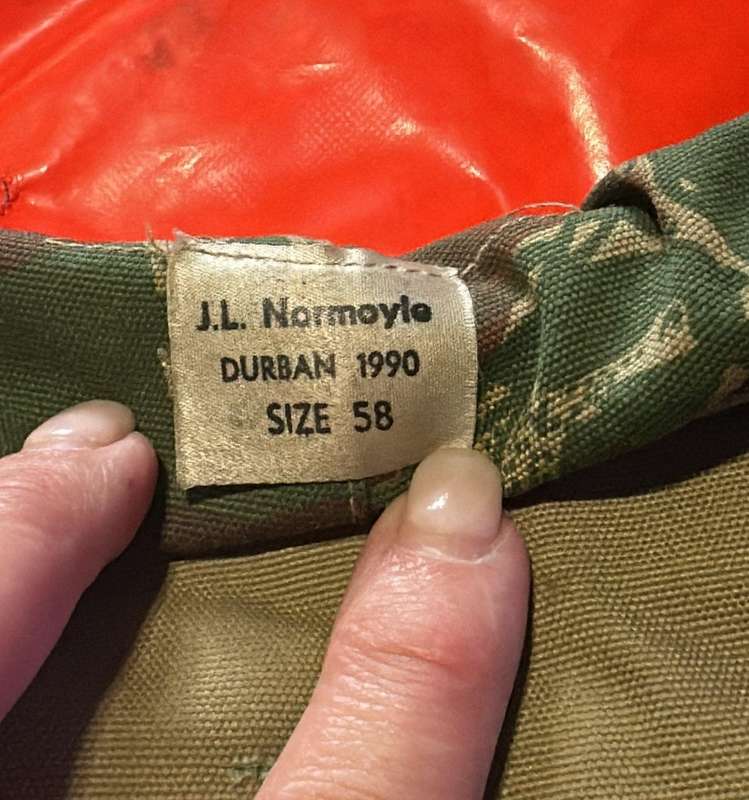 J.L. Normoyle
DURBAN 1990
SIZE 58